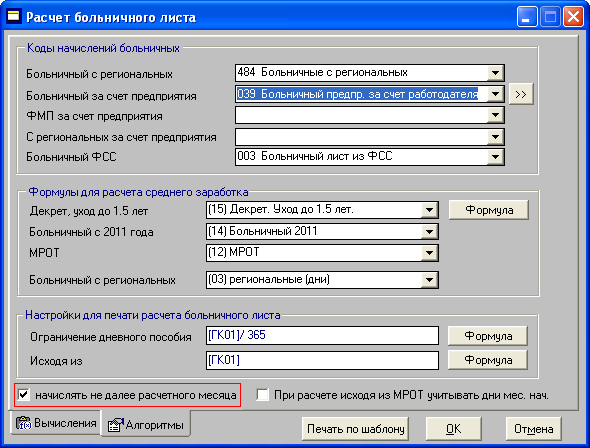 Расчет больничного листа
Коды начислений больничных
Больничный с региональных 484 Больничные с региональных
Больничный за счет предприятия 039 Больничный предпр. за счет работодателя >>
ФМП за счет предприятия
С региональных за счет предприятия
Больничный ФСС 003 Больничный лист из ФСС
Формулы для расчета среднего заработка
Декрет, уход до 1.5 лет (15) Декрет. Уход до 1.5 лет. Формула
Больничный с 2011 года (14) Больничный 2011
МРОТ (12) МРОТ
Больничный с региональных (03) региональные (дни)
Настройки для печати расчета больничного листа
Ограничение дневного пособия [ГК01]/ 365 Формула
Исходя из [ГК01] Формула
начислять не далее расчетного месяца При расчете исходя из МРОТ учитывать дни мес. нач.
Вычисления Алгоритмы Печать по шаблону OK Отмена